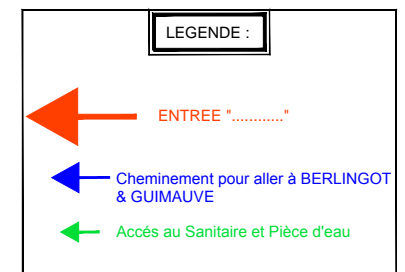 LEGENDE :
ENTREE "............"
Cheminement pour aller à BERLINGOT
& GUIMAUVE
Accés au Sanitaire et Pièce d'eau